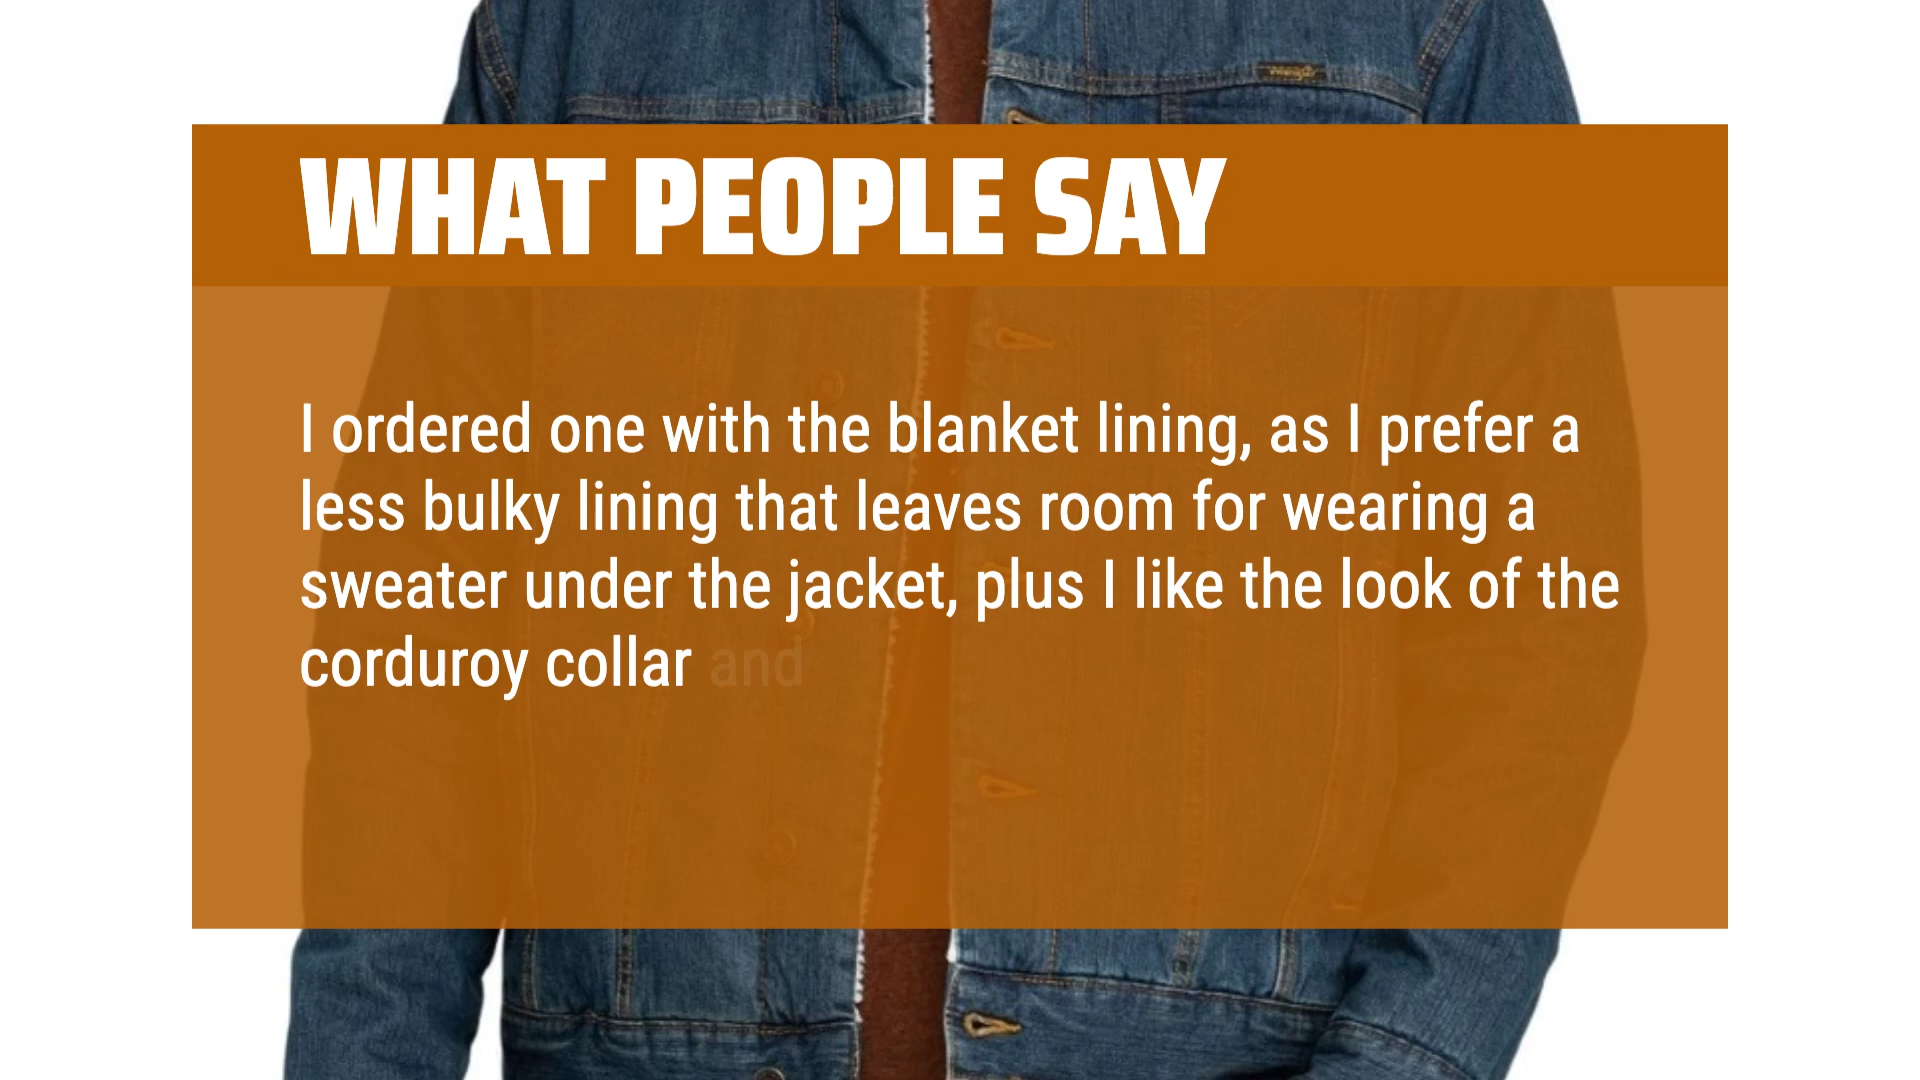 Wrangler
WHAT PEOPLE SAY
I ordered one with the blanket lining, as I prefer a
less bulky lining that leaves room for wearing a
sweater under the jacket, plus I like the look of the
corduroy collar and